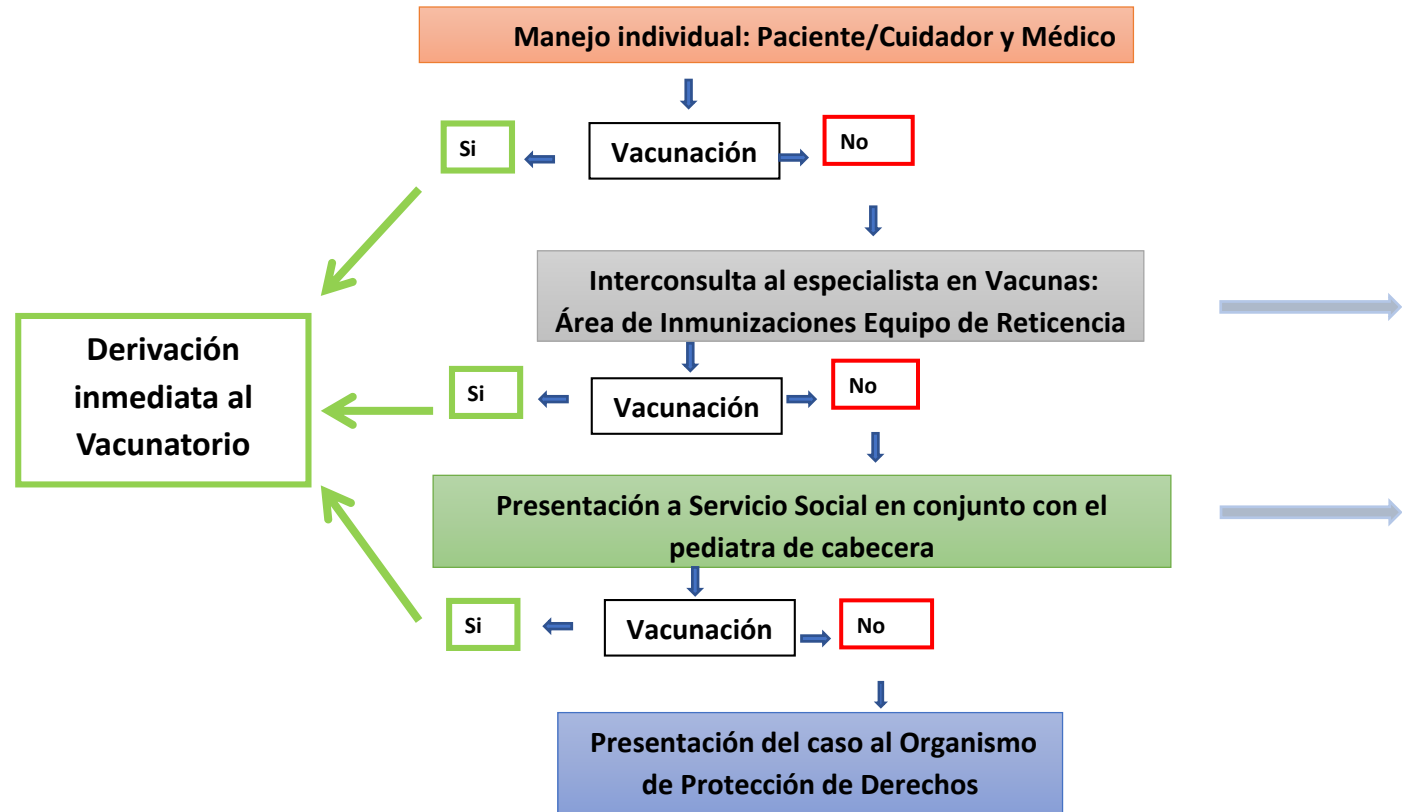 Manejo individual: Paciente/Cuidador y Médico
Si
Vacunación
No
Interconsulta al especialista en Vacunas:
Área de Inmunizaciones Equipo de Reticencia
Derivación
inmediata al
Vacunatorio
Si
Vacunación
No
Presentación a Servicio Social en conjunto con el
pediatra de cabecera
Si
Vacunación
No
Presentación del caso al Organismo
de Protección de Derechos